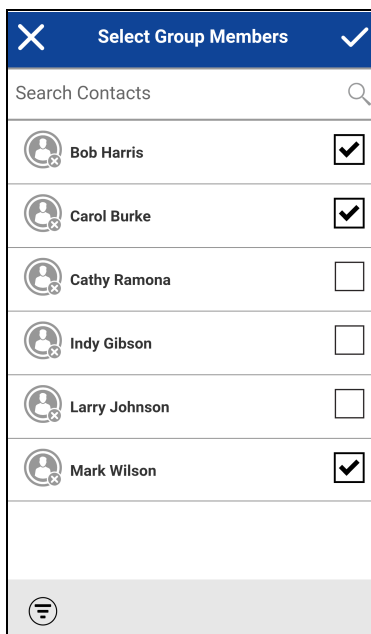 Select Group Members
Search Contacts
Bob Harris
Carol Burke
Cathy Ramona
Indy Gibson
Larry Johnson
Mark Wilson